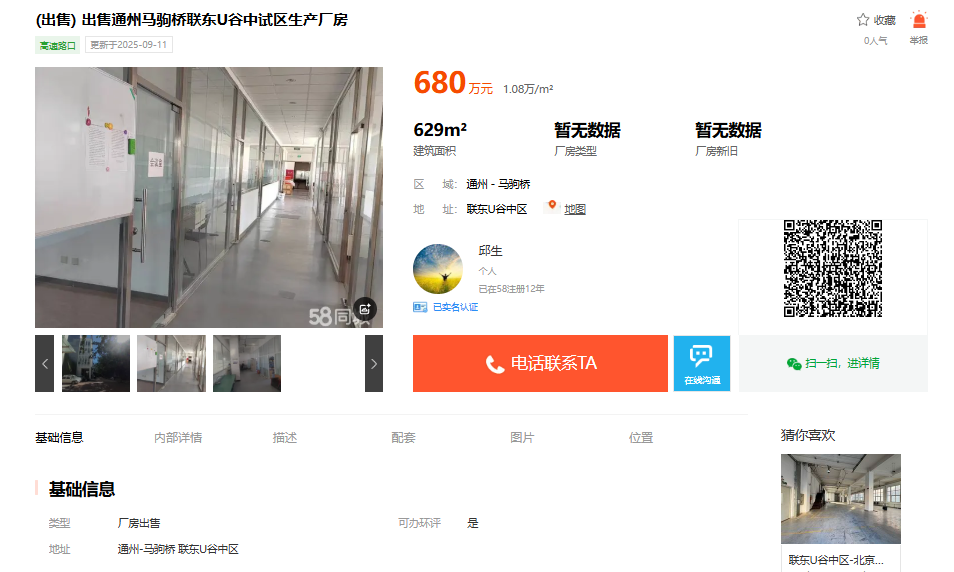 (出售) 出售通州马驹桥联东U谷中试区生产厂房
收藏
高速路口
更新于2025-09-11
0人气
举报
680万元 1.08万/m²
629m²
暂无数据
暂无数据
建筑面积
厂房类型
厂房新旧
区 域: 通州 - 马驹桥
地 址: 联东U谷中区 地图
邱生
个人
已在58注册12年
已实名认证
会议室
58同城
电话联系TA
在线沟通
扫一扫，进详情
基础信息
内部详情
描述
配套
图片
位置
猜你喜欢
基础信息
类型 厂房出售
可办环评 是
地址 通州-马驹桥 联东U谷中区
联东U谷中区-北京...